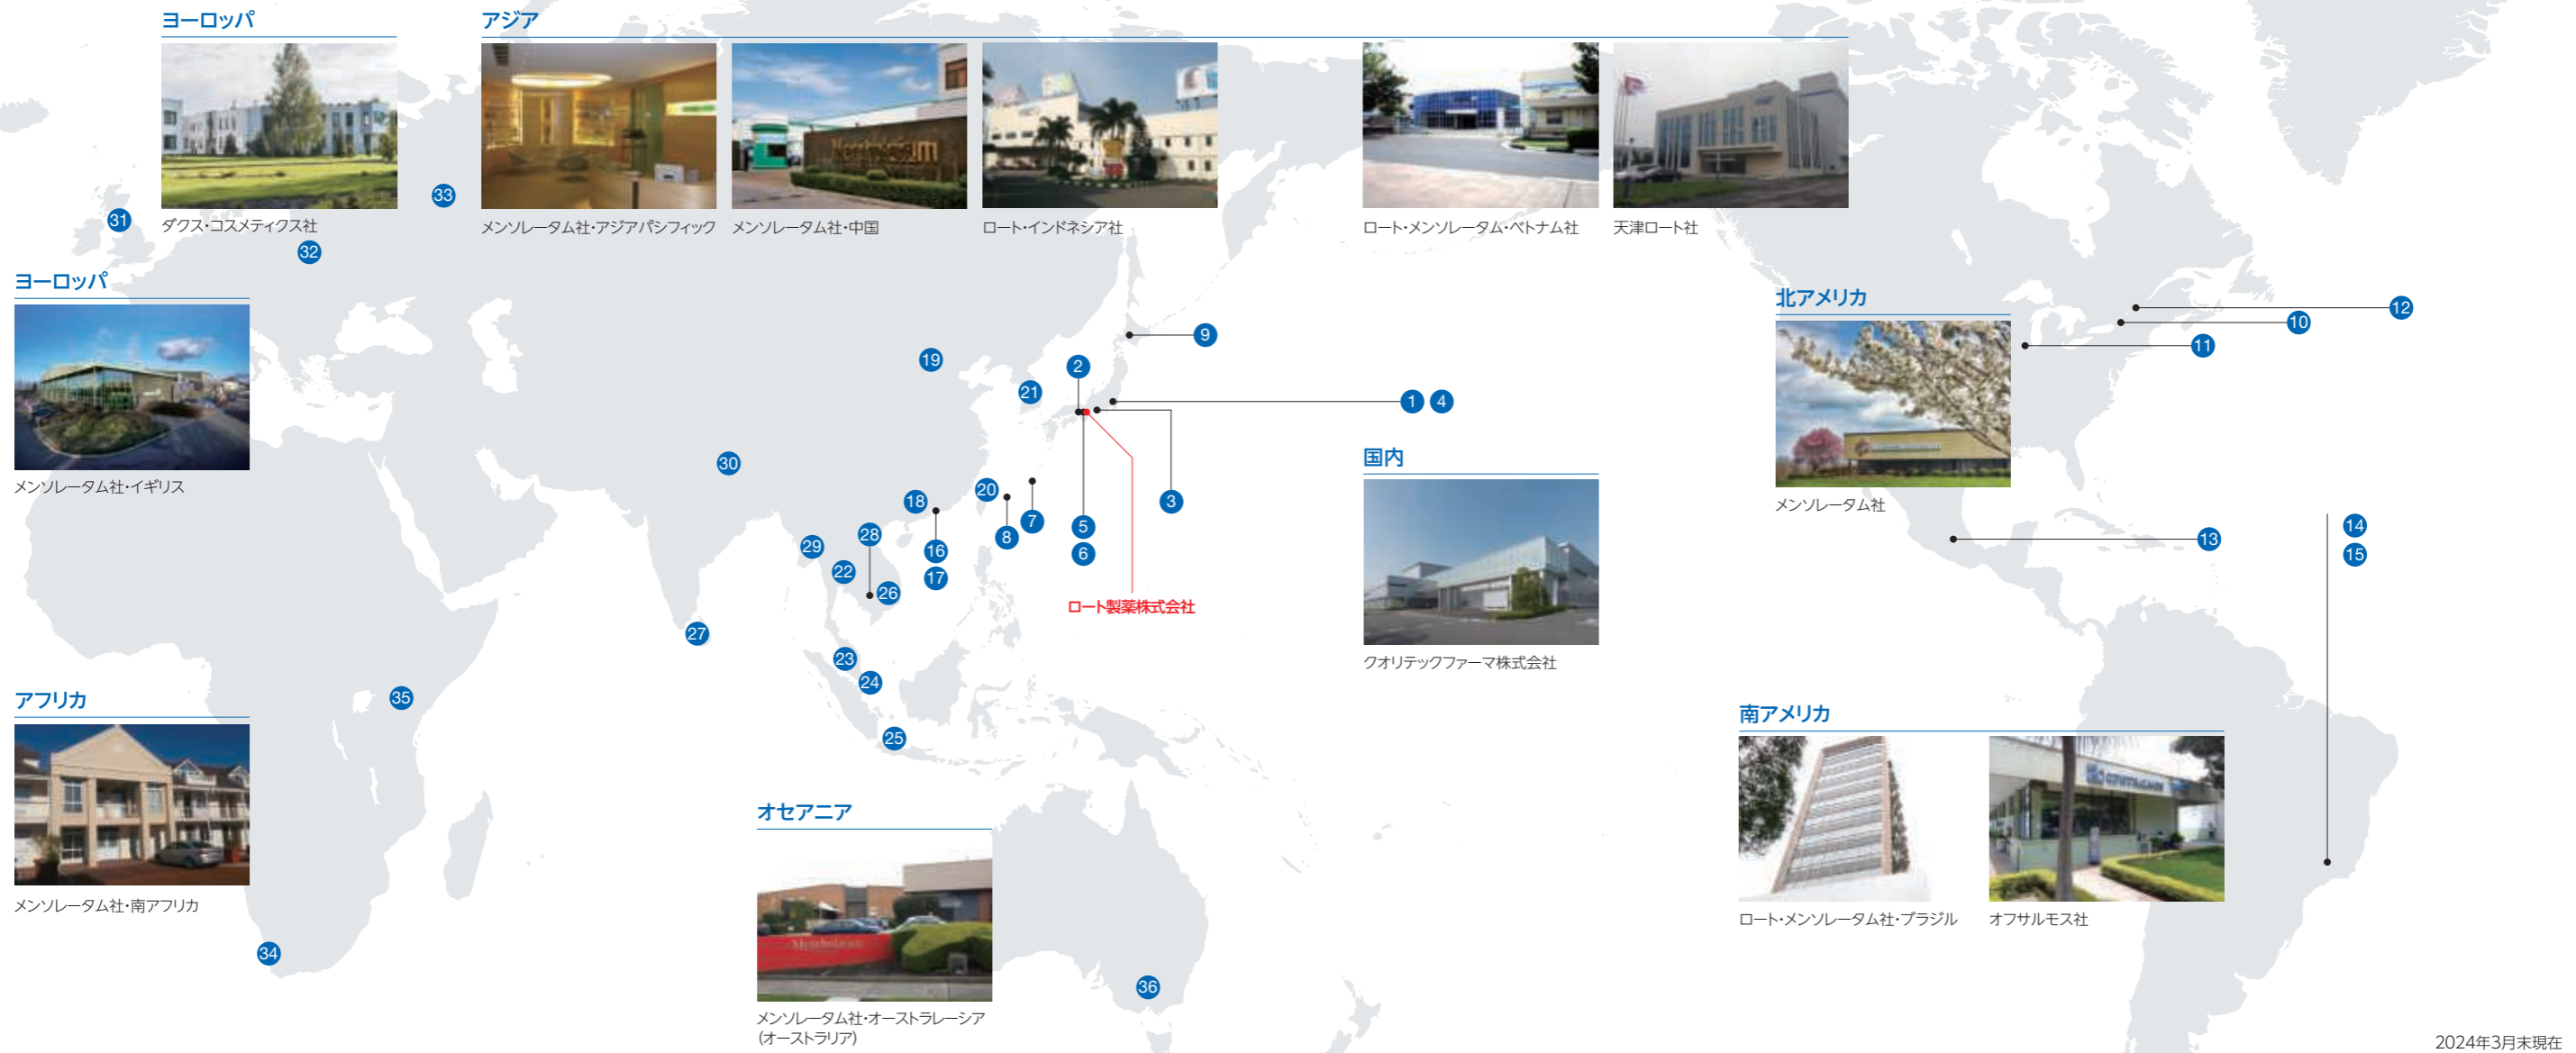 ヨーロッパ
アジア
ダクス・コスメティクス社
メンソレータム社・アジアパシフィック
メンソレータム社・中国
ロート・インドネシア社
ロート・メンソレータム・ベトナム社
天津ロート社
33
31
32
ヨーロッパ
メンソレータム社・イギリス
北アメリカ
メンソレータム社
12
10
11
9
19
2
21
1 4
国内
クオリテックファーマ株式会社
30
18
20
7
8
3
5
6
28
16
17
29
22
26
ロート製薬株式会社
13
14
15
27
23
24
25
アフリカ
35
メンソレータム社・南アフリカ
34
オセアニア
Mentholatum
メンソレータム社・オーストラレーシア
(オーストラリア)
36
南アメリカ
ロート・メンソレータム社・ブラジル
オフサルモス社
2024年3月末現在